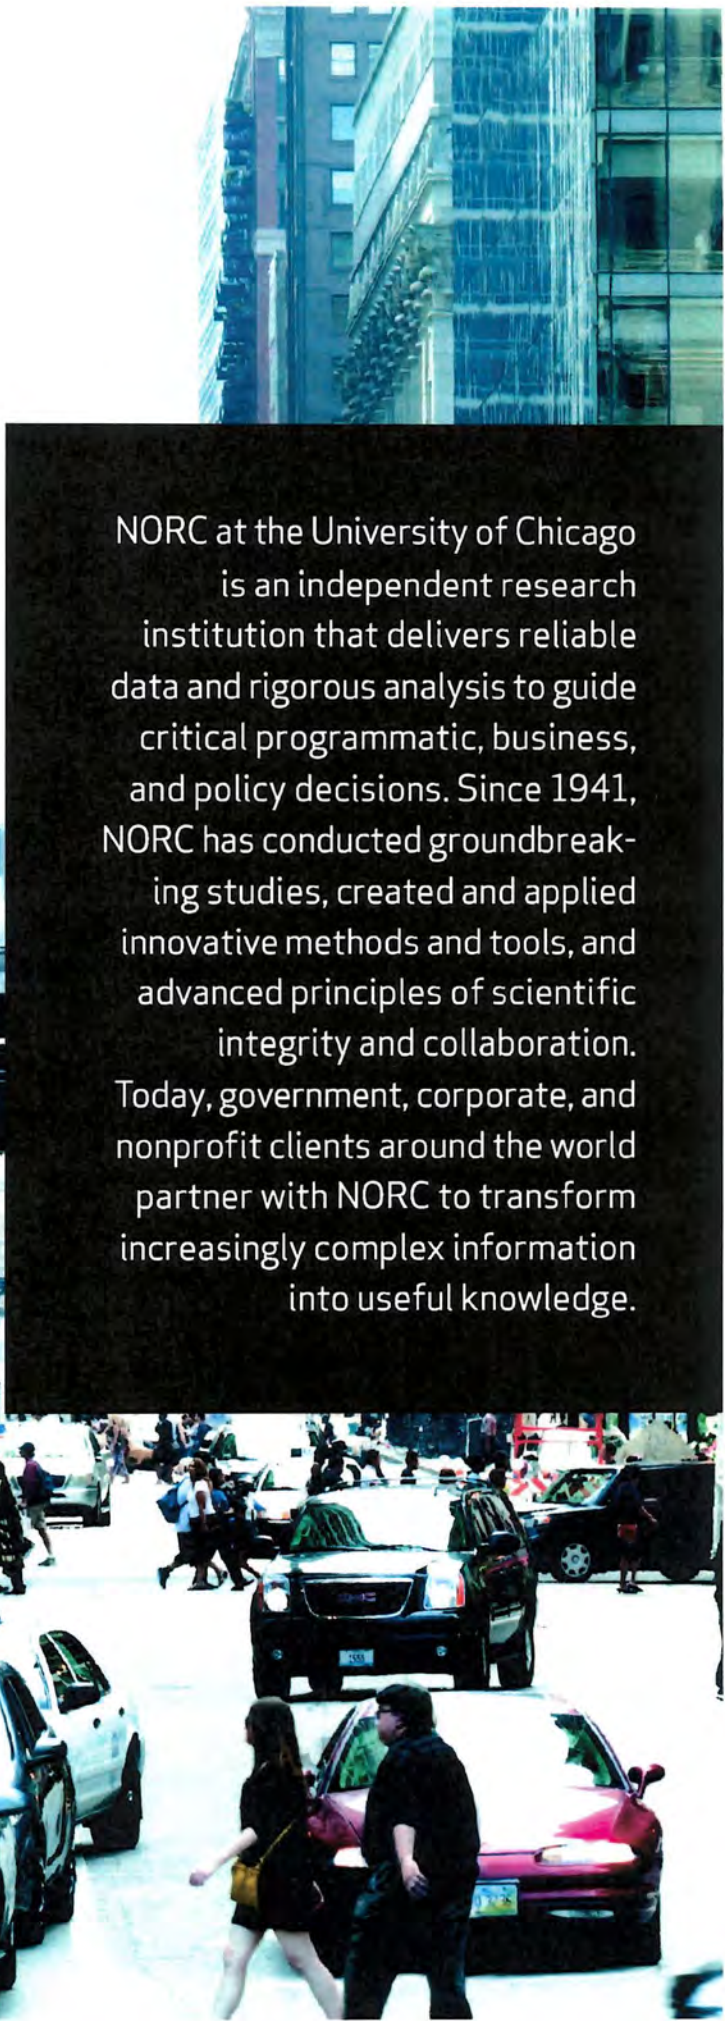 NORC at the University of Chicago
is an independent research
institution that delivers reliable
data and rigorous analysis to guide
critical programmatic, business,
and policy decisions. Since 1941,
NORC has conducted groundbreak-
ing studies, created and applied
innovative methods and tools, and
advanced principles of scientific
integrity and collaboration.
Today, government, corporate, and
nonprofit clients around the world
partner with NORC to transform
increasingly complex information
into useful knowledge.
GMC